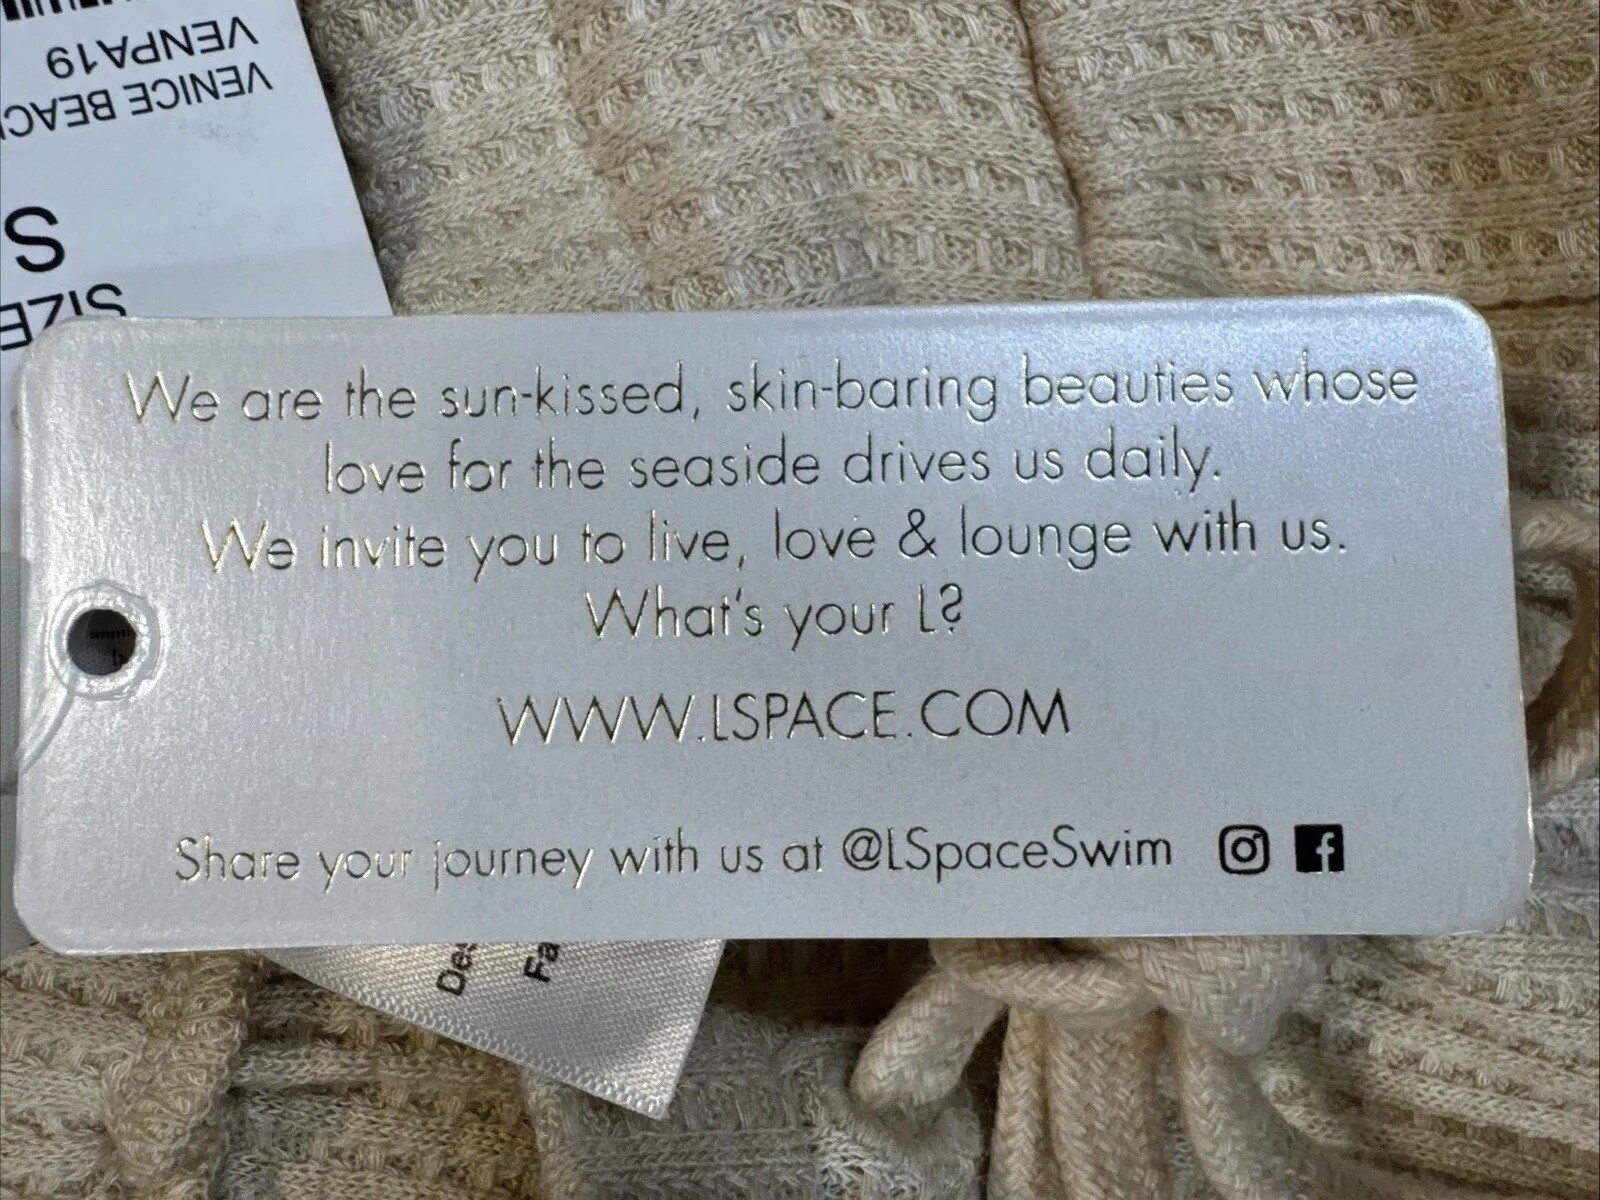 VENPA19
VENICE BEAC
S
SIZE
We are the sun-kissed, skin-baring beauties whose
love for the seaside drives us daily.
We invite you to live, love & lounge with us.
What's your L?
WWW.LSPACE.COM
Share your journey with us at @LSpaceSwim
Des
Fa